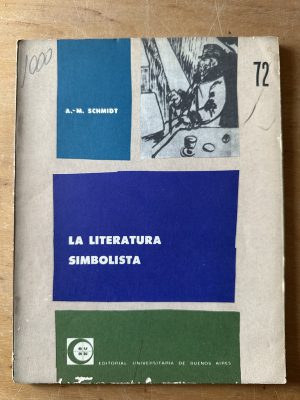 1000
72
A.-M. SCHMIDT
LA LITERATURA
SIMBOLISTA
EDITORIAL UNIVERSITARIA DE BUENOS AIRES